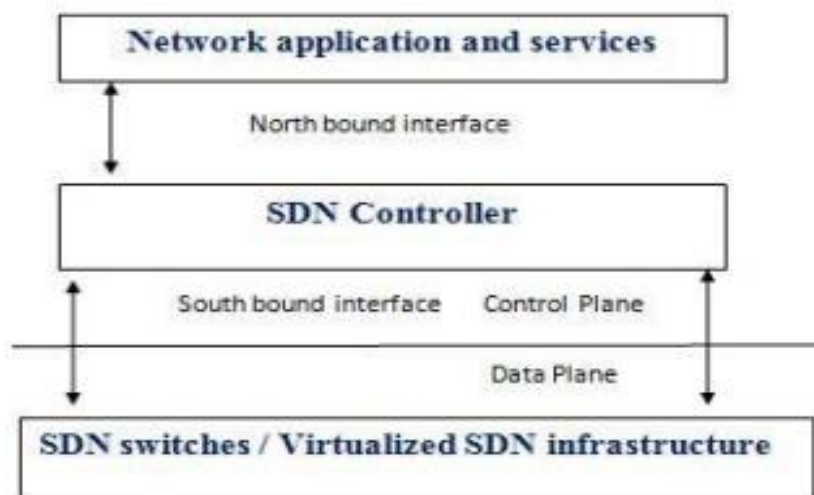 Network application and services
North bound interface
SDN Controller
South bound interface Control Plane
Data Plane
SDN switches / Virtualized SDN infrastructure